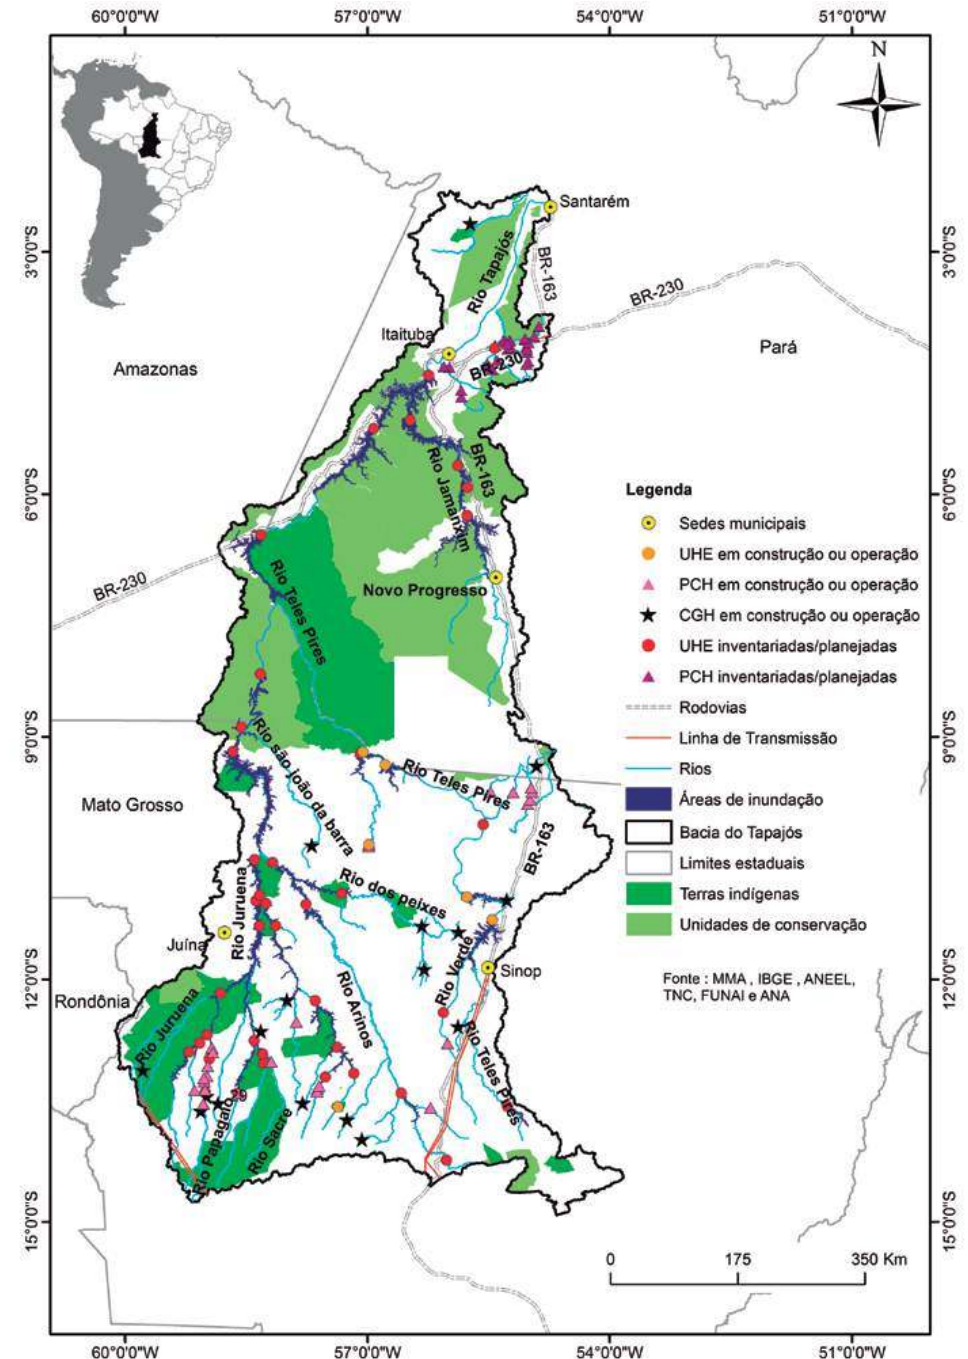 60°0'0"W
57°0'0"W
54°0'0"W
51°0'0"W
N
Santarém
3°0'0"S
3°0'0"S
Rio Tapajós
BR-163
BR-230
Itaituba
BR-230
Pará
Amazonas
BR-163
Rio Jamanxim
6°0'0"S
6°0'0"S
BR-230
Rio Teles Pires
Novo Progresso
Legenda
Sedes municipais
UHE em construção ou operação
PCH em construção ou operação
CGH em construção ou operação
UHE inventariadas/planejadas
PCH inventariadas/planejadas
Rodovias
Linha de Transmissão
Rios
Áreas de inundação
Bacia do Tapajós
Limites estaduais
Terras indígenas
Unidades de conservação
9°0'0"S
9°0'0"S
Rio são joão da barra
Rio Teles Pires
Mato Grosso
BR-163
Rio dos peixes
Rio Juruena
Juína
Rio Verde
Sinop
Fonte : MMA , IBGE , ANEEL,
TNC, FUNAI e ANA
12°0'0"S
12°0'0"S
Rondônia
Rio Juruena
Rio Arinos
Rio Teles Pires
Rio Papagaio
Rio Sacre
15°0'0"S
15°0'0"S
0
175
350 Km
60°0'0"W
57°0'0"W
54°0'0"W
51°0'0"W